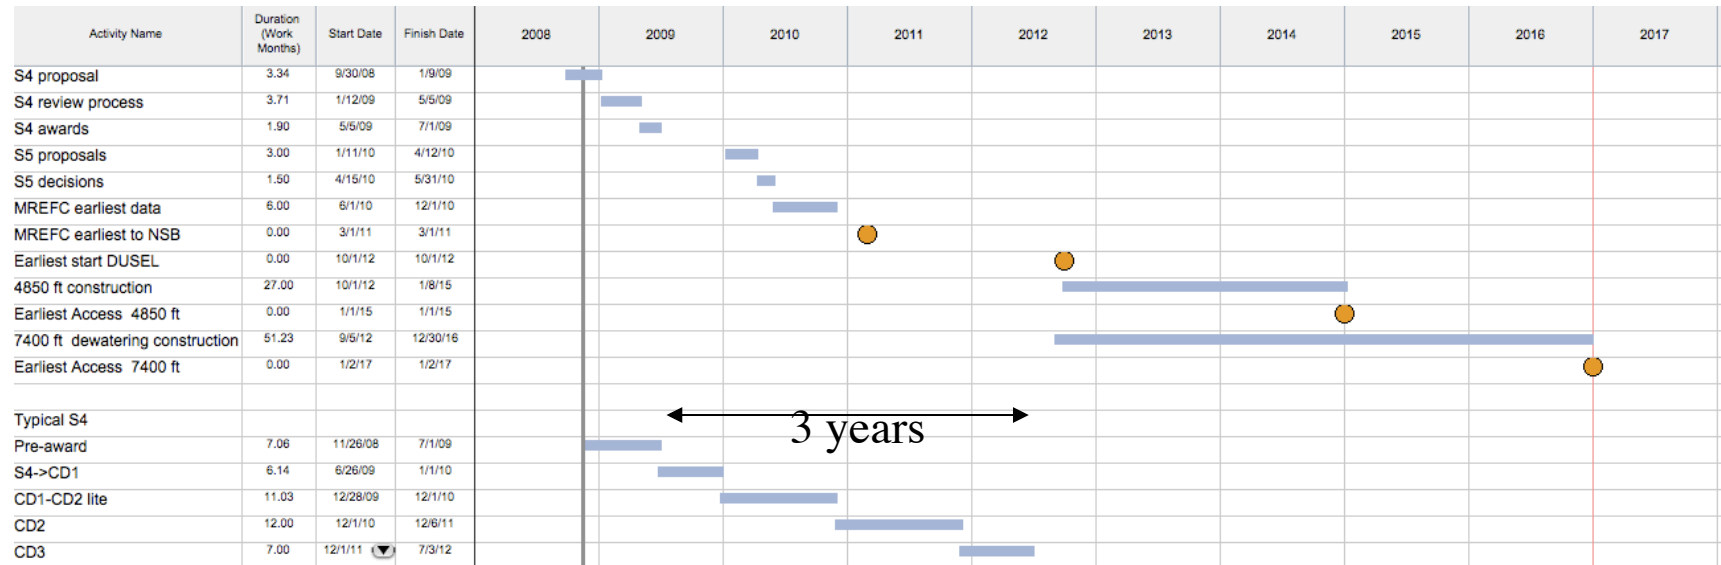 Activity Name Duration (Work Months) Start Date Finish Date 2008 2009 2010 2011 2012 2013 2014 2015 2016 2017
S4 proposal 3.34 9/30/08 1/9/09
S4 review process 3.71 1/12/09 5/5/09
S4 awards 1.90 5/5/09 7/1/09
S5 proposals 3.00 1/11/10 4/12/10
S5 decisions 1.50 4/15/10 5/31/10
MREFC earliest data 6.00 6/1/10 12/1/10
MREFC earliest to NSB 0.00 3/1/11 3/1/11
Earliest start DUSEL 0.00 10/1/12 10/1/12
4850 ft construction 27.00 10/1/12 1/8/15
Earliest Access 4850 ft 0.00 1/1/15 1/1/15
7400 ft dewatering construction 51.23 9/5/12 12/30/16
Earliest Access 7400 ft 0.00 1/2/17 1/2/17
Typical S4
3 years
Pre-award 7.06 11/26/08 7/1/09
S4->CD1 6.14 6/26/09 1/1/10
CD1-CD2 lite 11.03 12/28/09 12/1/10
CD2 12.00 12/1/10 12/6/11
CD3 7.00 12/1/11 7/3/12